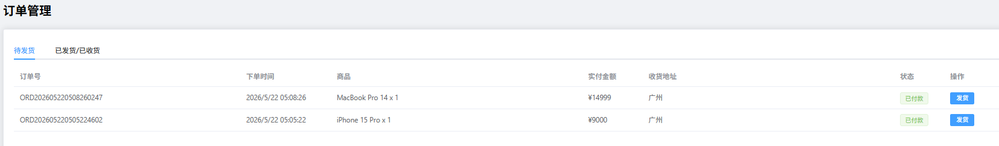 订单管理
待发货 已发货/已收货
订单号 下单时间 商品 实付金额 收货地址 状态 操作
ORD202605220508260247 2026/5/22 05:08:26 MacBook Pro 14 x 1 ¥14999 广州 已付款 发货
ORD202605220505224602 2026/5/22 05:05:22 iPhone 15 Pro x 1 ¥9000 广州 已付款 发货